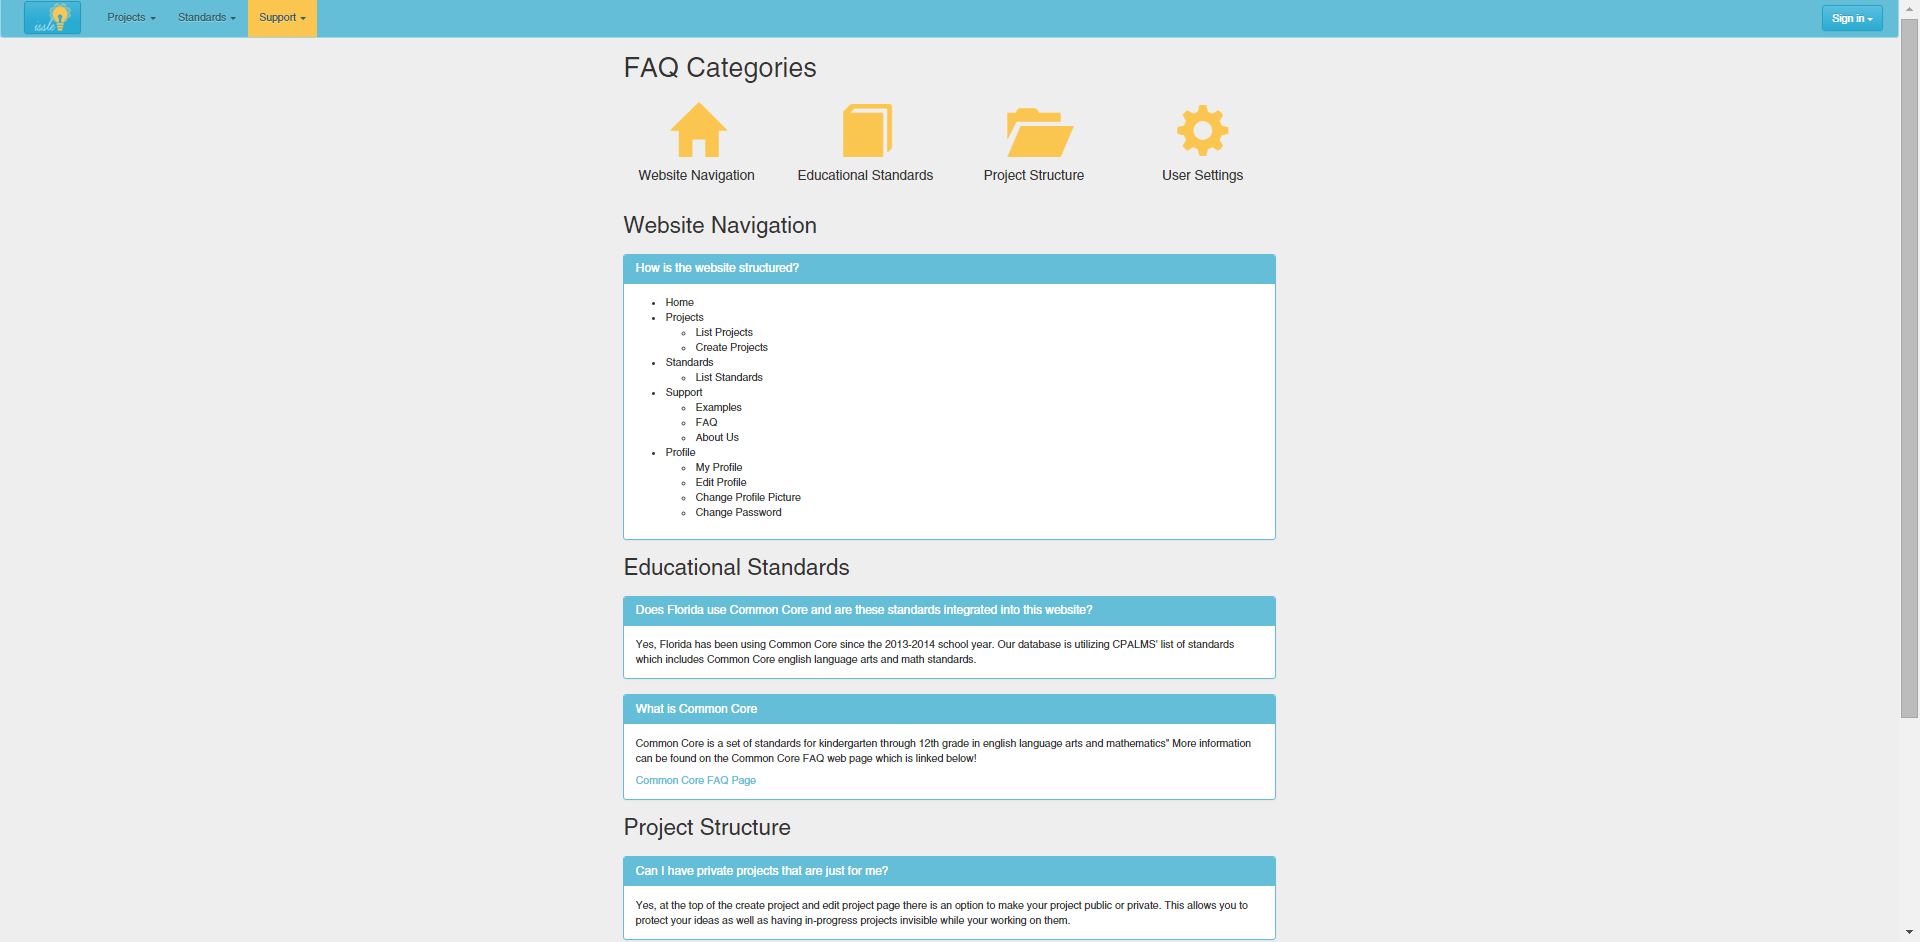 issle
Projects
Standards
Support
Sign in
FAQ Categories
Website Navigation
Educational Standards
Project Structure
User Settings
Website Navigation
How is the website structured?
Home
Projects
List Projects
Create Projects
Standards
List Standards
Support
Examples
FAQ
About Us
Profile
My Profile
Edit Profile
Change Profile Picture
Change Password
Educational Standards
Does Florida use Common Core and are these standards integrated into this website?
Yes, Florida has been using Common Core since the 2013-2014 school year. Our database is utilizing CPALMS' list of standards
which includes Common Core english language arts and math standards.
What is Common Core
Common Core is a set of standards for kindergarten through 12th grade in english language arts and mathematics" More information
can be found on the Common Core FAQ web page which is linked below!
Common Core FAQ Page
Project Structure
Can I have private projects that are just for me?
Yes, at the top of the create project and edit project page there is an option to make your project public or private. This allows you to
protect your ideas as well as having in-progress projects invisible while your working on them.